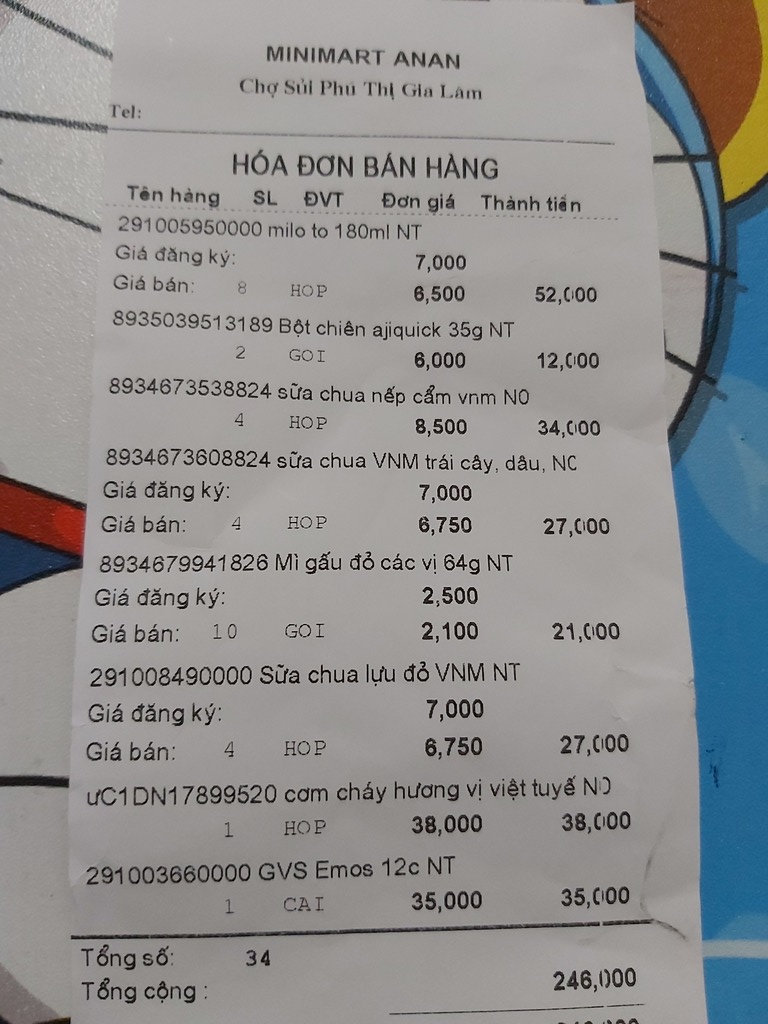 MINIMART ANAN
Chợ Sủi Phú Thị Gia Lâm
Tel:
HÓA ĐƠN BÁN HÀNG
Tên hàng SL ĐVT Đơn giá Thành tiền
291005950000 milo to 180ml NT
Giá đăng ký: 7,000
Giá bán: 8 HOP 6,500 52,000
8935039513189 Bột chiên ajiquick 35g NT
2 GOI 6,000 12,000
8934673538824 sữa chua nếp cẩm vnm NO
4 HOP 8,500 34,000
8934673608824 sữa chua VNM trái cây, dâu, NC
Giá đăng ký: 7,000
Giá bán: 4 HOP 6,750 27,000
8934679941826 Mì gấu đỏ các vị 64g NT
Giá đăng ký: 2,500
Giá bán: 10 GOI 2,100 21,000
291008490000 Sữa chua lựu đỏ VNM NT
Giá đăng ký: 7,000
Giá bán: 4 HOP 6,750 27,000
ưC1DN17899520 cơm cháy hương vị việt tuyế NO
1 HOP 38,000 38,000
291003660000 GVS Emos 12c NT
1 CAI 35,000 35,000
Tổng số: 34
Tổng cộng : 246,000